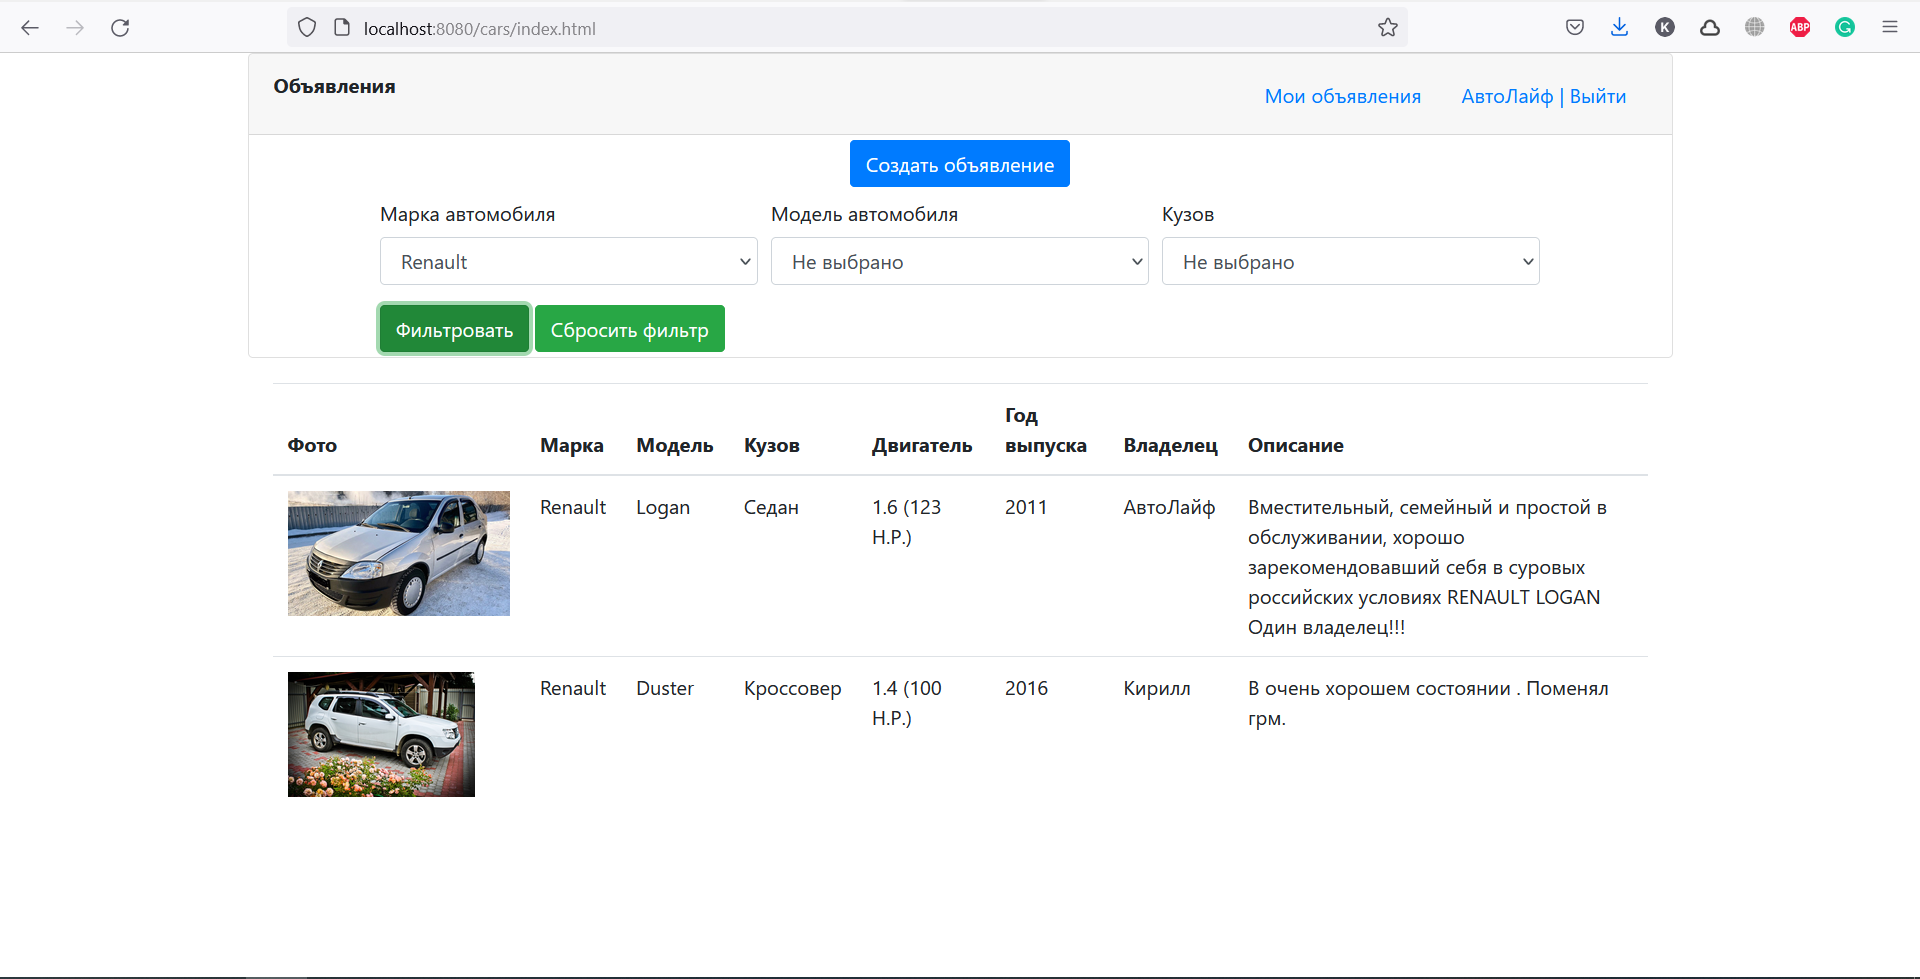 localhost:8080/cars/index.html
K
ABP
G
Объявления
Мои объявления
АвтоЛайф | Выйти
Создать объявление
Марка автомобиля
Модель автомобиля
Кузов
Renault
Не выбрано
Не выбрано
Фильтровать
Сбросить фильтр
Фото
Марка
Модель
Кузов
Двигатель
Год
выпуска
Владелец
Описание
Renault
Logan
Седан
1.6 (123
H.P.)
2011
АвтоЛайф
Вместительный, семейный и простой в
обслуживании, хорошо
зарекомендовавший себя в суровых
российских условиях RENAULT LOGAN
Один владелец!!!
Renault
Duster
Кроссовер
1.4 (100
H.P.)
2016
Кирилл
В очень хорошем состоянии . Поменял
грм.